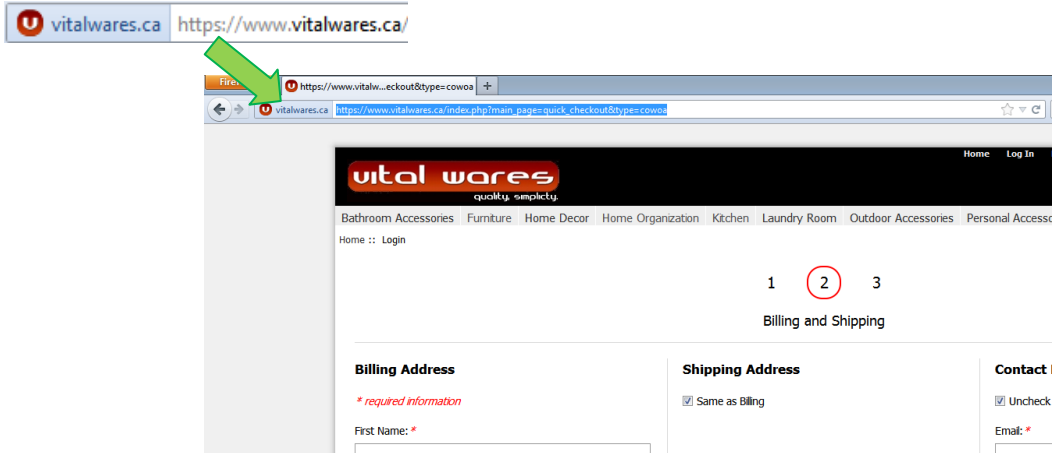 vitalwares.ca https://www.vitalwares.ca/
https://www.vitalw...eckout&type=cowoa +
vitalwares.ca https://www.vitalwares.ca/index.php?main_page=quick_checkout&type=cowoa
Home Log In
vital wares
quality, simplicty.
Bathroom Accessories Furniture Home Decor Home Organization Kitchen Laundry Room Outdoor Accessories Personal Accesso
Home :: Login
1 2 3
Billing and Shipping
Billing Address Shipping Address Contact
* required information Same as Billing Uncheck
First Name: * Email: *